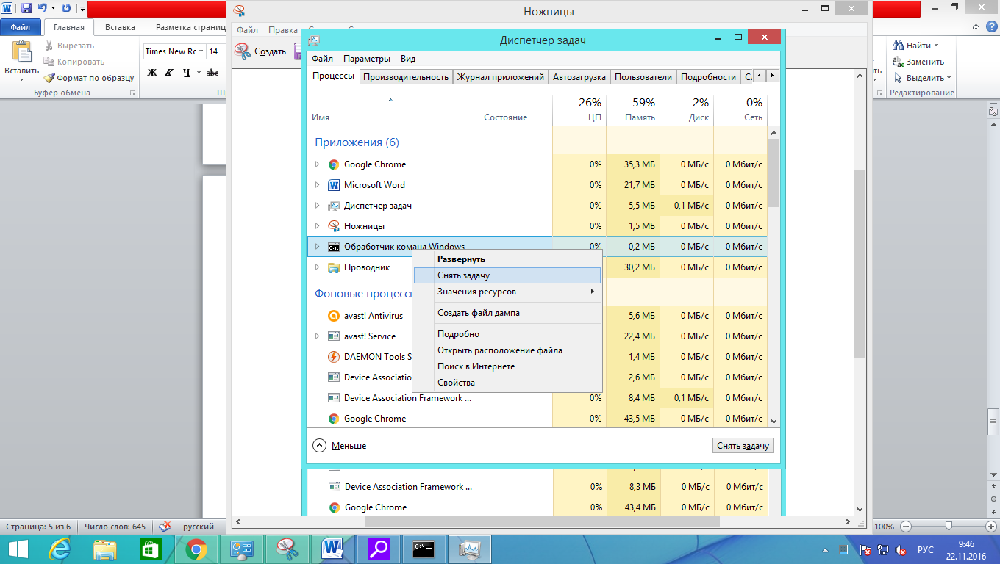 Ножницы
Файл
Главная
Вставка
Разметка страниц
Файл Правка
Диспетчер задач
Вырезать
Копировать
Формат по образцу
Вставить
Буфер обмена
Times New Ro
14
Ж К Ч abc
Создать
Найти
Заменить
Выделить
Редактирование
Файл Параметры Вид
Процессы Производительность Журнал приложений Автозагрузка Пользователи Подробности С
26% 59% 2% 0%
Имя Состояние ЦП Память Диск Сеть
Приложения (6)
Google Chrome 0% 35,3 МБ 0 МБ/с 0 Мбит/с
Microsoft Word 0% 21,7 МБ 0 МБ/с 0 Мбит/с
Диспетчер задач 0% 5,5 МБ 0,1 МБ/с 0 Мбит/с
Ножницы 0% 1,5 МБ 0 МБ/с 0 Мбит/с
Обработчик команд Windows 0% 0,2 МБ 0 МБ/с 0 Мбит/с
Проводник 30,2 МБ 0 МБ/с 0 Мбит/с
Развернуть
Снять задачу
Значения ресурсов
Создать файл дампа
Подробно
Открыть расположение файла
Поиск в Интернете
Свойства
Фоновые процессы
avast! Antivirus 5,6 МБ 0 МБ/с 0 Мбит/с
avast! Service 22,4 МБ 0 МБ/с 0 Мбит/с
DAEMON Tools S 1,4 МБ 0 МБ/с 0 Мбит/с
Device Associatio 2,6 МБ 0 МБ/с 0 Мбит/с
Device Association Framework ... 0% 8,4 МБ 0,1 МБ/с 0 Мбит/с
Google Chrome 0% 43,5 МБ 0 МБ/с 0 Мбит/с
Меньше
Снять задачу
Device Association Framework ... 0% 8,3 МБ 0 МБ/с 0 Мбит/с
Google Chrome 0% 43,4 МБ 0 МБ/с 0 Мбит/с
Страница: 5 из 6 Число слов: 645 русский
100%
РУС
9:46
22.11.2016